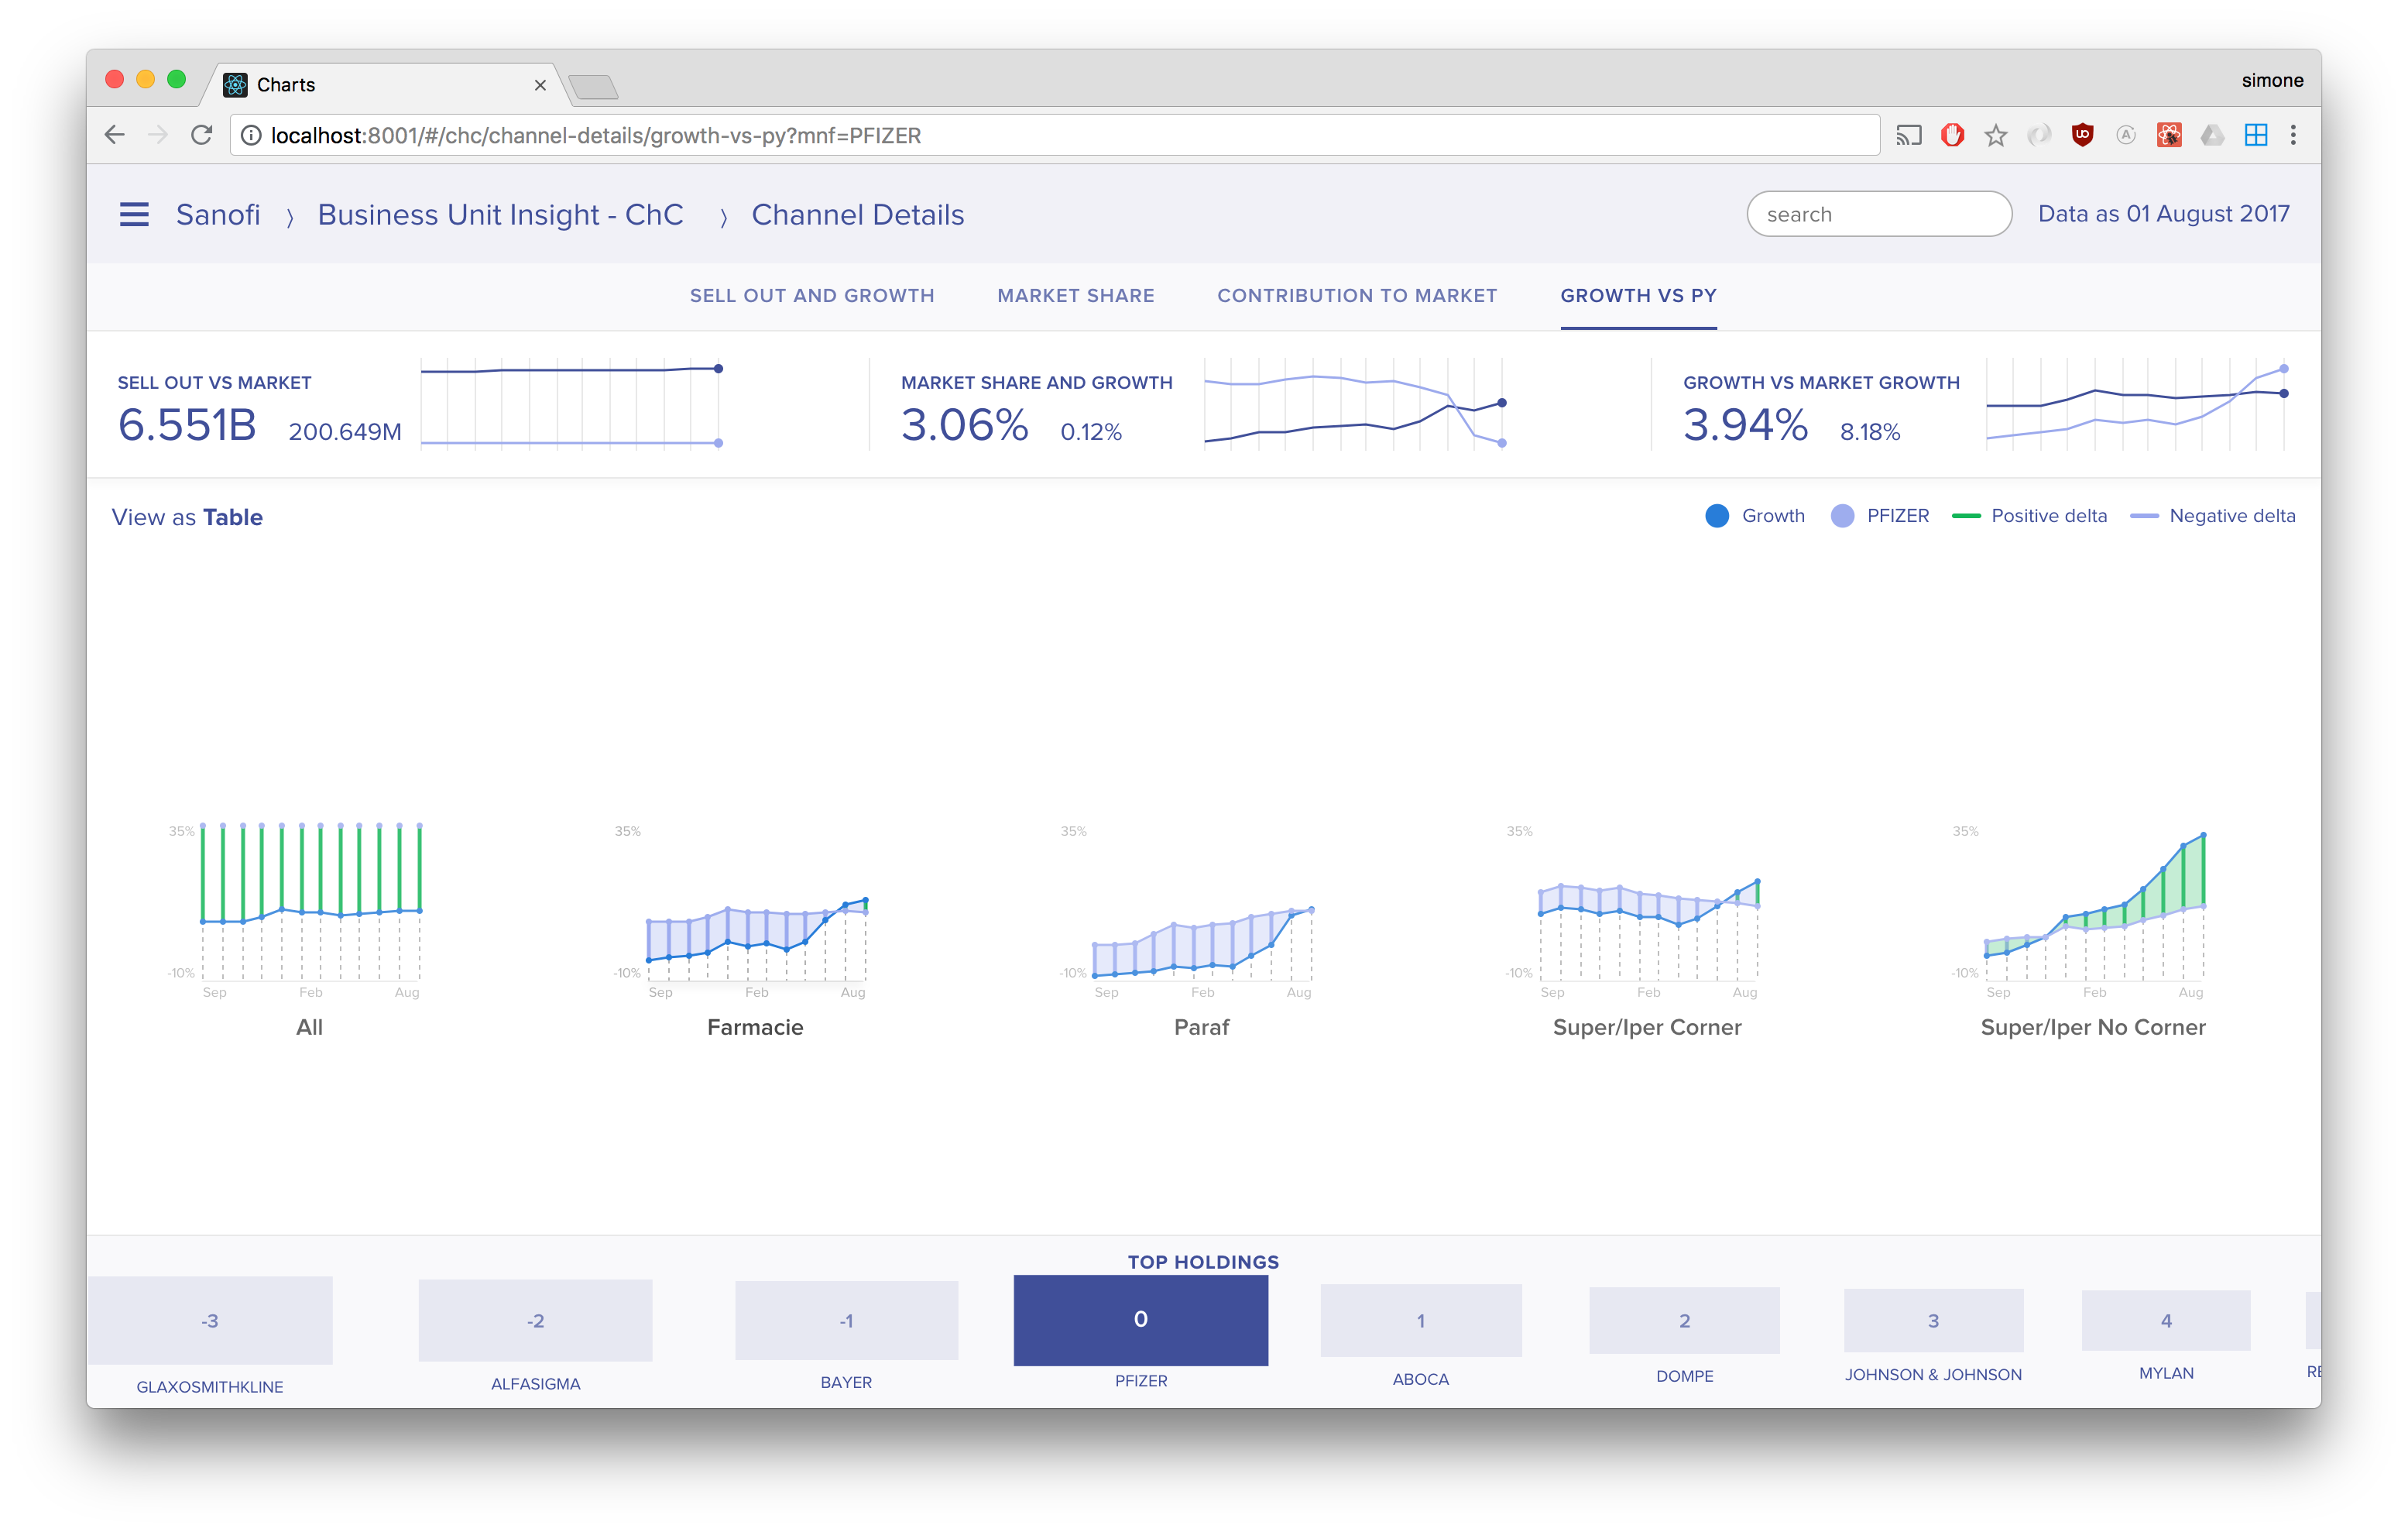 Charts
simone
localhost:8001/#/chc/channel-details/growth-vs-py?mnf=PFIZER
Sanofi 〉 Business Unit Insight - ChC 〉 Channel Details
search
Data as 01 August 2017
SELL OUT AND GROWTH
MARKET SHARE
CONTRIBUTION TO MARKET
GROWTH VS PY
SELL OUT VS MARKET
6.551B 200.649M
MARKET SHARE AND GROWTH
3.06% 0.12%
GROWTH VS MARKET GROWTH
3.94% 8.18%
View as Table
Growth
PFIZER
Positive delta
Negative delta
35%
-10%
Sep Feb Aug
All
35%
-10%
Sep Feb Aug
Farmacie
35%
-10%
Sep Feb Aug
Paraf
35%
-10%
Sep Feb Aug
Super/Iper Corner
35%
-10%
Sep Feb Aug
Super/Iper No Corner
TOP HOLDINGS
-3
GLAXOSMITHKLINE
-2
ALFASIGMA
-1
BAYER
0
PFIZER
1
ABOCA
2
DOMPE
3
JOHNSON & JOHNSON
4
MYLAN